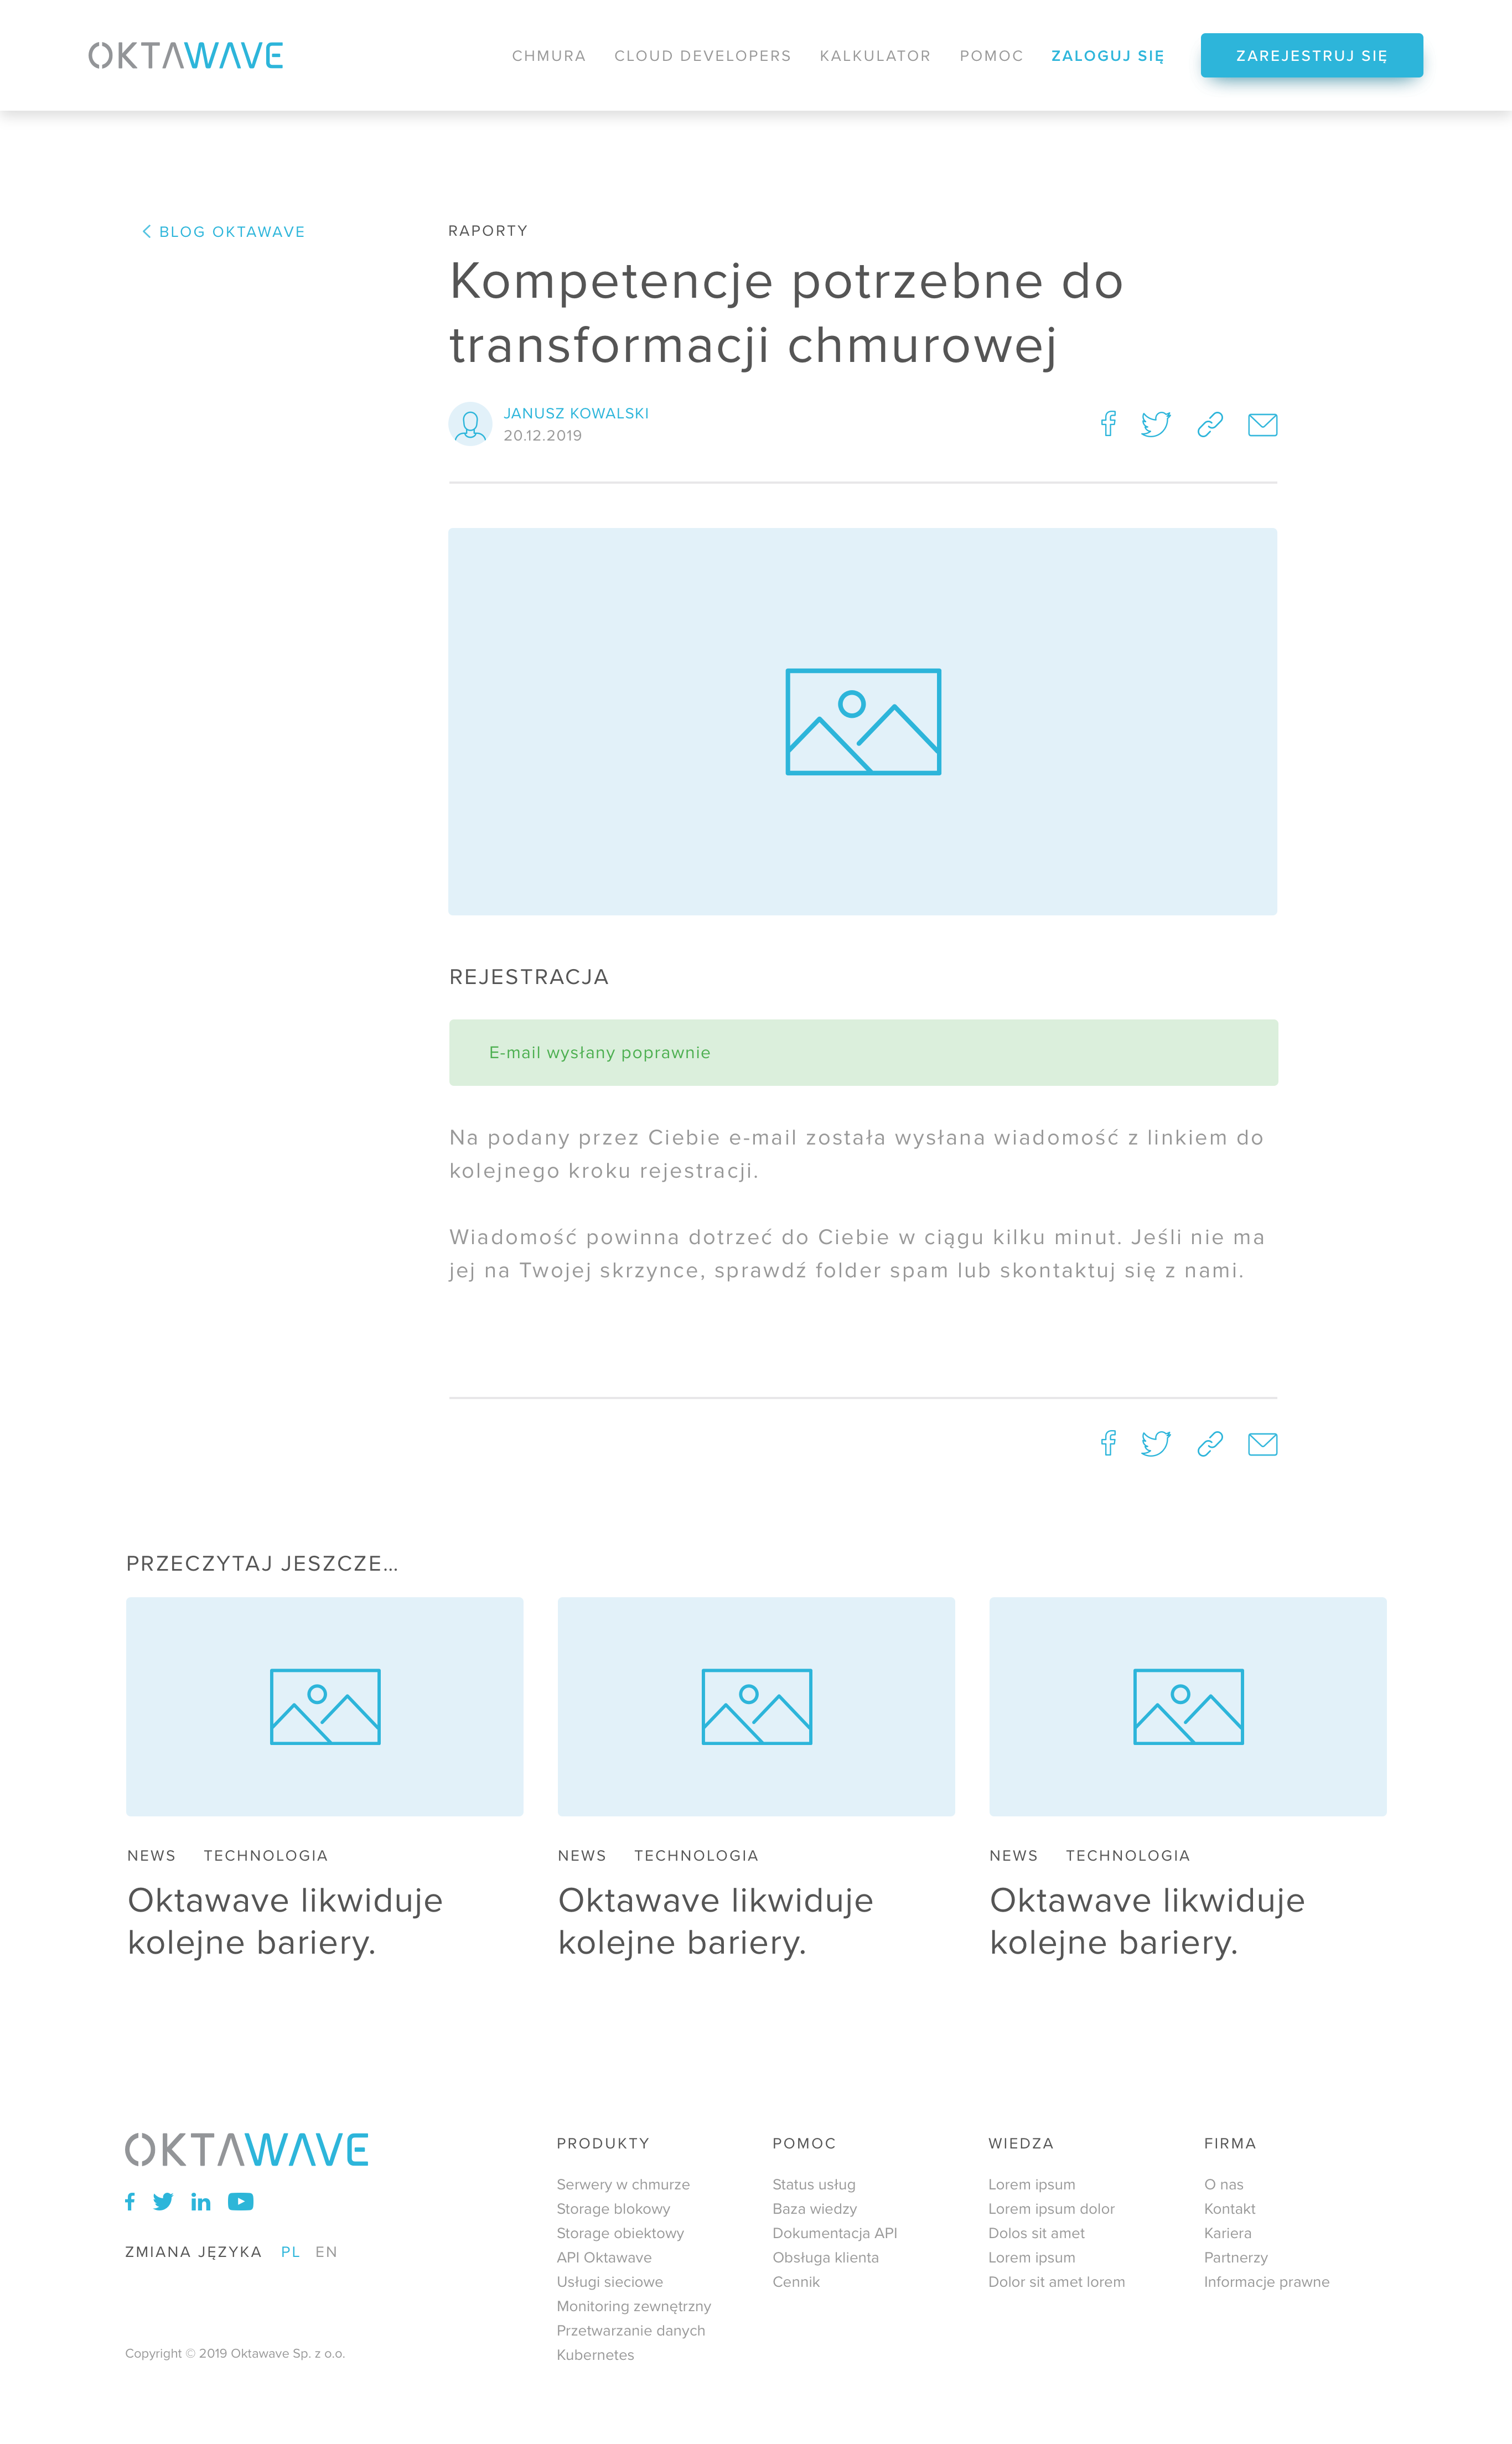 OKTAWAVE
CHMURA CLOUD DEVELOPERS KALKULATOR POMOC ZALOGUJ SIĘ ZAREJESTRUJ SIĘ
BLOG OKTAWAVE
RAPORTY
Kompetencje potrzebne do
transformacji chmurowej
JANUSZ KOWALSKI
20.12.2019
REJESTRACJA
E-mail wysłany poprawnie
Na podany przez Ciebie e-mail została wysłana wiadomość z linkiem do
kolejnego kroku rejestracji.
Wiadomość powinna dotrzeć do Ciebie w ciągu kilku minut. Jeśli nie ma
jej na Twojej skrzynce, sprawdź folder spam lub skontaktuj się z nami.
PRZECZYTAJ JESZCZE...
NEWS TECHNOLOGIA
Oktawave likwiduje
kolejne bariery.
NEWS TECHNOLOGIA
Oktawave likwiduje
kolejne bariery.
NEWS TECHNOLOGIA
Oktawave likwiduje
kolejne bariery.
OKTAWAVE
ZMIANA JĘZYKA PL EN
Copyright © 2019 Oktawave Sp. z o.o.
PRODUKTY
Serwery w chmurze
Storage blokowy
Storage obiektowy
API Oktawave
Usługi sieciowe
Monitoring zewnętrzny
Przetwarzanie danych
Kubernetes
POMOC
Status usług
Baza wiedzy
Dokumentacja API
Obsługa klienta
Cennik
WIEDZA
Lorem ipsum
Lorem ipsum dolor
Dolos sit amet
Lorem ipsum
Dolor sit amet lorem
FIRMA
O nas
Kontakt
Kariera
Partnerzy
Informacje prawne